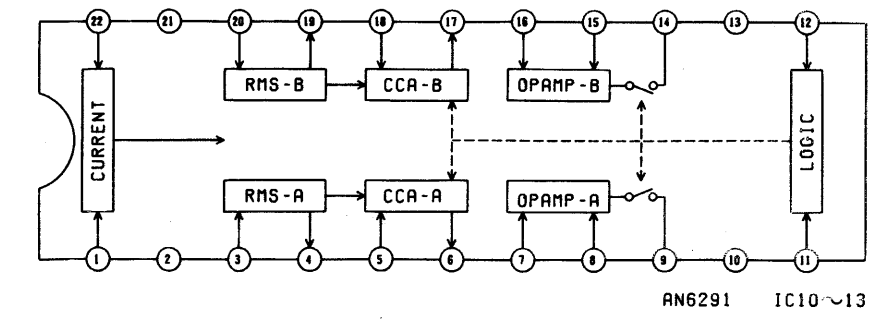 22 21 20 19 18 17 16 15 14 13 12
RMS-B CCA-B OPAMP-B
CURRENT
LOGIC
RMS-A CCA-A OPAMP-A
1 2 3 4 5 6 7 8 9 10 11
AN6291 IC10~13